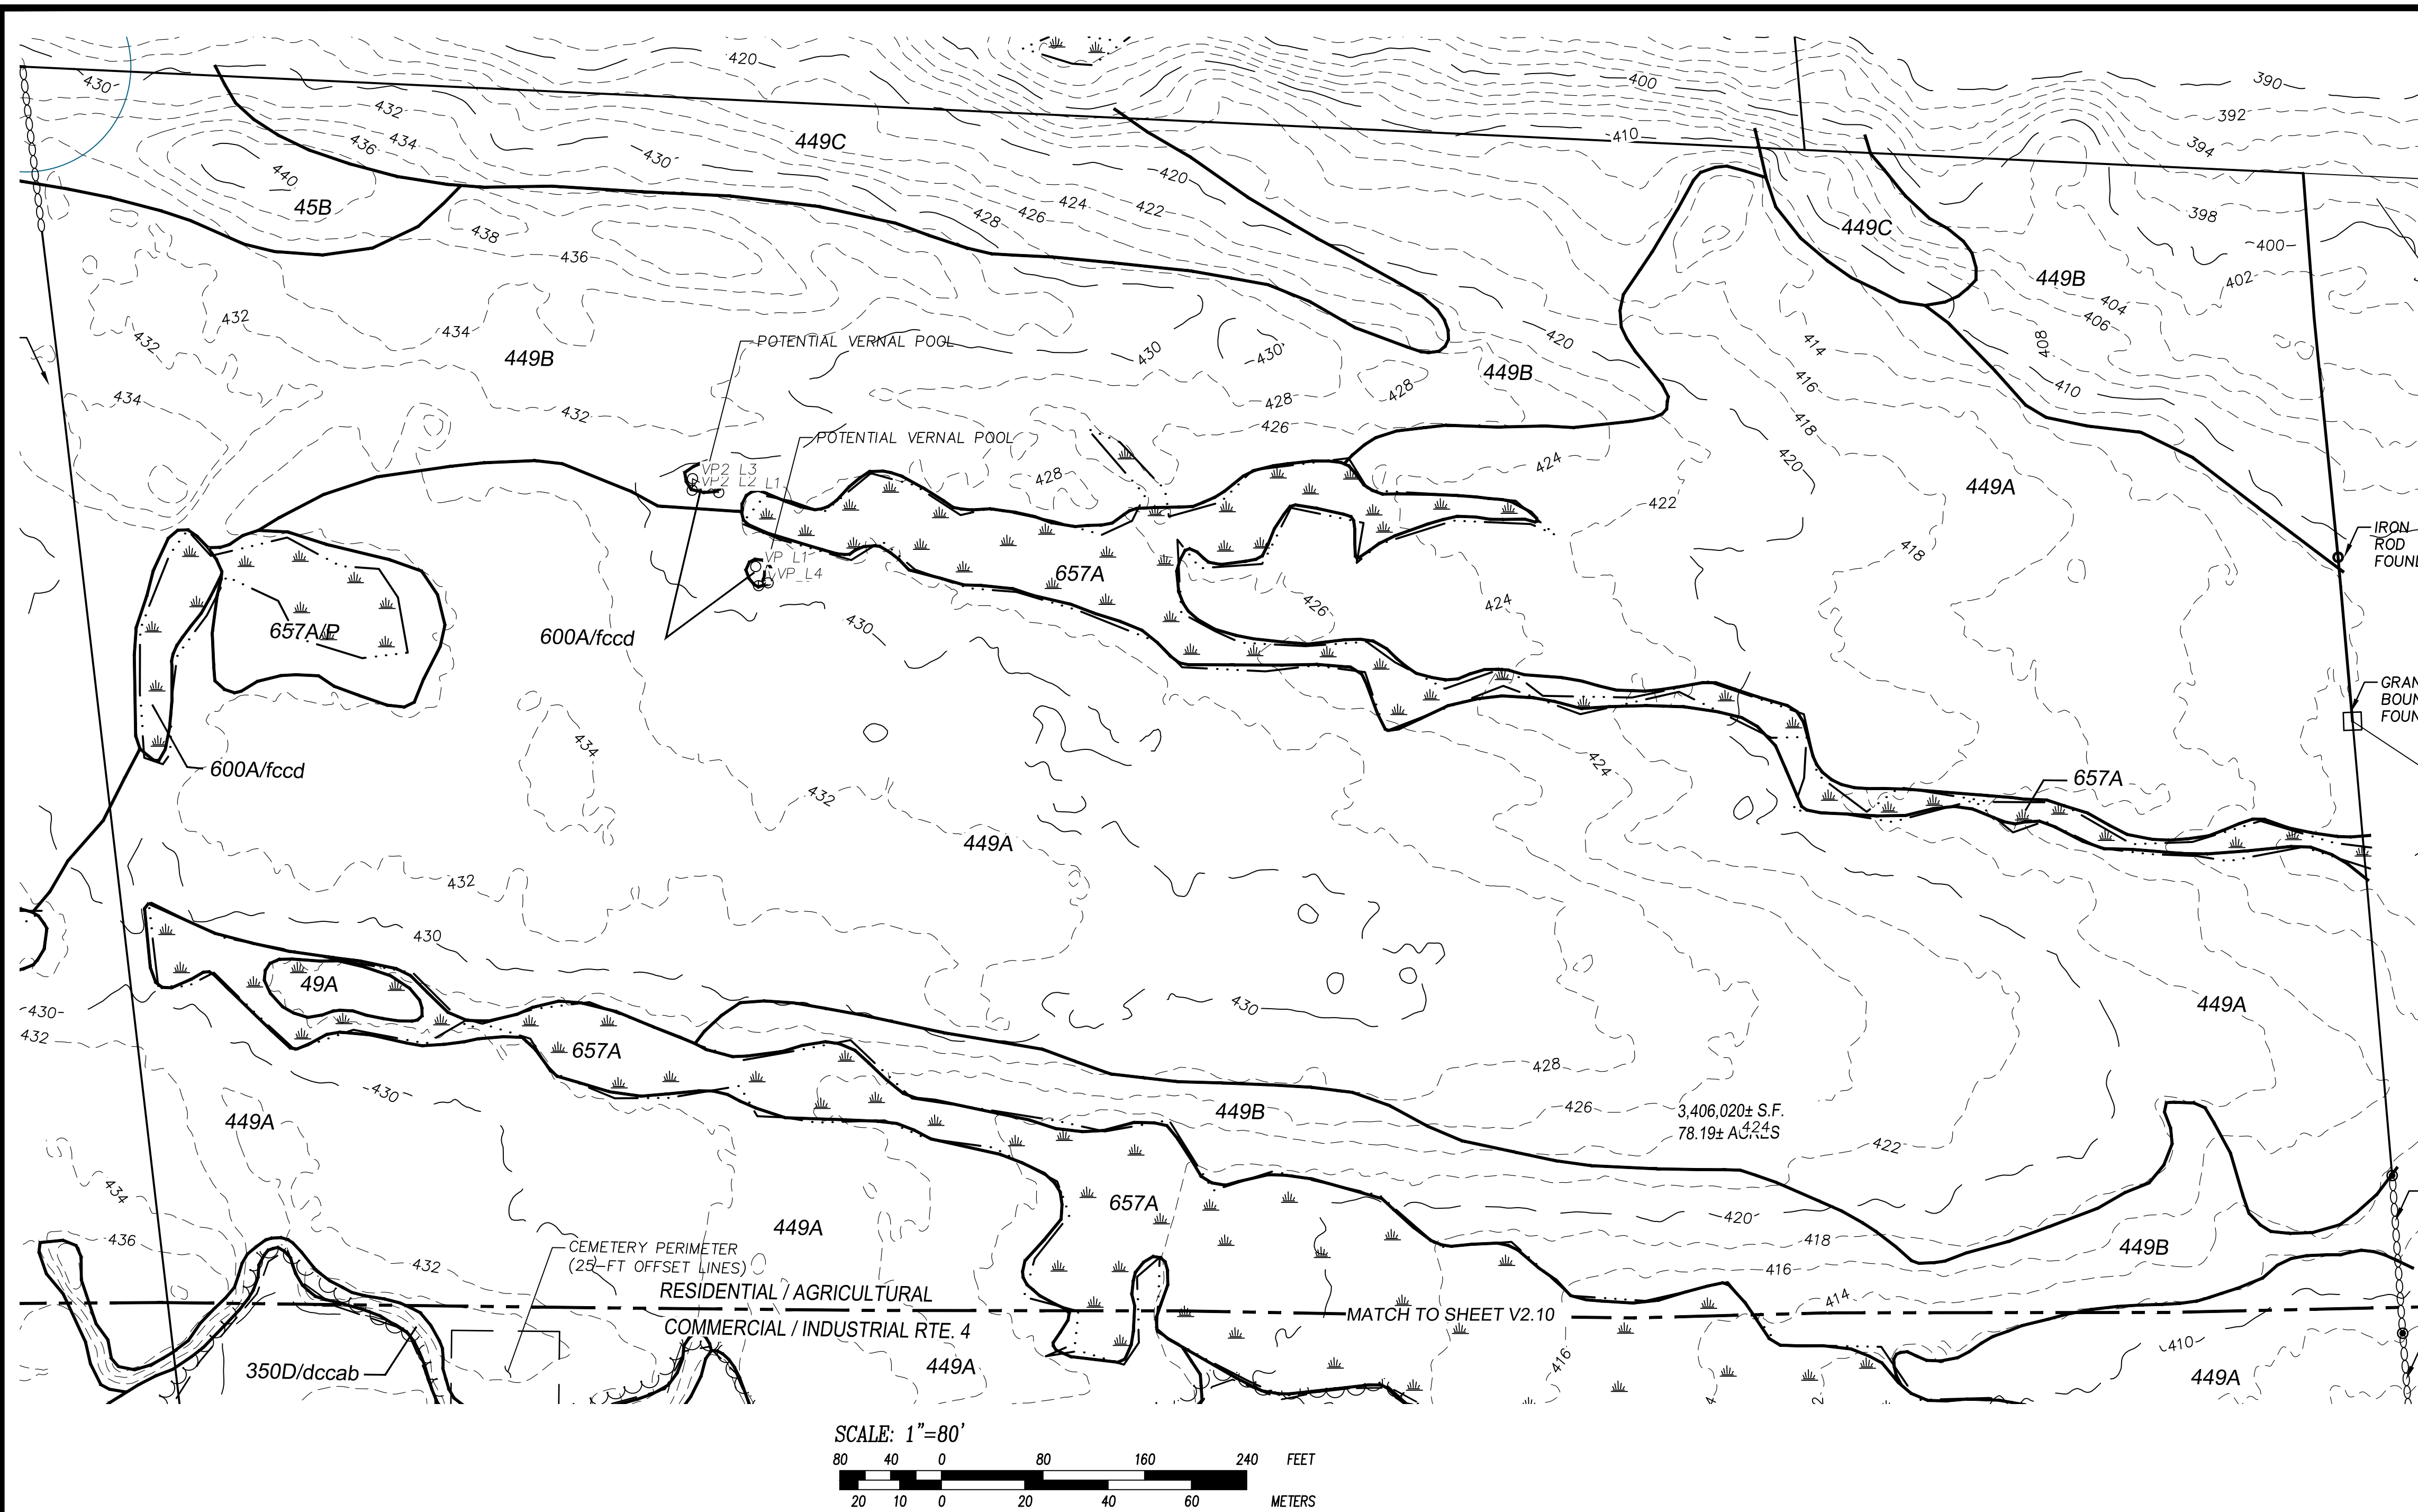 420
400
390
430
432
392
434
436
410
394
449C
430
440
420
45B
424
422
426
428
398
449C
438
436
400
449B
402
404
406
432
434
432
POTENTIAL VERNAL POOL
430
430
420
408
414
449B
449B
416
410
434
432
428
428
418
426
POTENTIAL VERNAL POOL
420
424
VP2 L3
VP2 L2
L1
428
449A
422
IRON
ROD
418
VP L1
VP_L4
657A
426
424
430
657A/P
600A/fccd
434
424
600A/fccd
657A
432
449A
432
430
49A
430
449A
430
432
657A
428
430
449B
426
3,406,020± S.F.
78.19± ACRES
424
449A
422
434
657A
420
449A
436
418
CEMETERY PERIMETER
(25-FT OFFSET LINES)
449B
432
416
RESIDENTIAL / AGRICULTURAL
414
MATCH TO SHEET V2.10
COMMERCIAL / INDUSTRIAL RTE. 4
410
416
350D/dccab
449A
449A
SCALE: 1"=80'
80 40 0 80 160 240 FEET
20 10 0 20 40 60 METERS